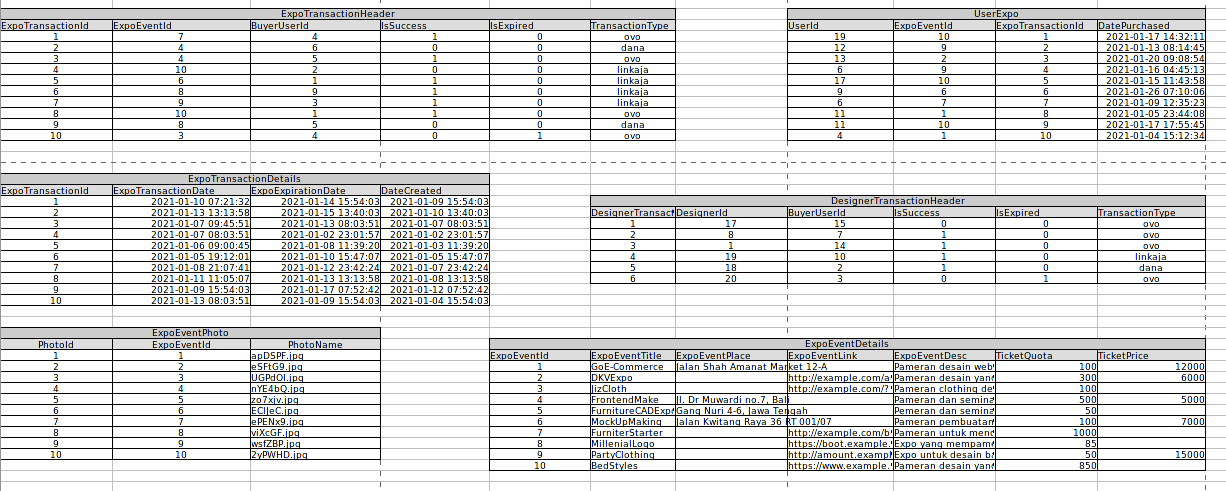 ExpoTransactionHeader
ExpoTransactionId ExpoEventId BuyerUserId IsSuccess IsExpired TransactionType
1 7 4 1 0 ovo
2 4 6 0 0 dana
3 4 5 1 0 ovo
4 10 2 0 0 linkaja
5 6 1 1 0 linkaja
6 8 9 1 0 linkaja
7 9 3 1 0 linkaja
8 10 1 1 0 ovo
9 8 5 0 0 dana
10 3 4 0 1 ovo
UserExpo
UserId ExpoEventId ExpoTransactionId DatePurchased
19 10 1 2021-01-17 14:32:11
12 9 2 2021-01-13 08:14:45
13 2 3 2021-01-20 09:08:54
6 9 4 2021-01-16 04:45:13
17 10 5 2021-01-15 11:43:58
9 6 6 2021-01-26 07:10:06
6 7 7 2021-01-09 12:35:23
11 1 8 2021-01-05 23:44:08
11 10 9 2021-01-17 17:55:45
4 1 10 2021-01-04 15:12:34
ExpoTransactionDetails
ExpoTransactionId ExpoTransactionDate ExpoExpirationDate DateCreated
1 2021-01-10 07:21:32 2021-01-14 15:54:03 2021-01-09 15:54:03
2 2021-01-13 13:13:58 2021-01-15 13:40:03 2021-01-10 13:40:03
3 2021-01-07 09:45:51 2021-01-13 08:03:51 2021-01-07 08:03:51
4 2021-01-07 08:03:51 2021-01-02 23:01:57 2021-01-02 23:01:57
5 2021-01-06 09:00:45 2021-01-08 11:39:20 2021-01-03 11:39:20
6 2021-01-05 19:12:01 2021-01-10 15:47:07 2021-01-05 15:47:07
7 2021-01-08 21:07:41 2021-01-12 23:42:24 2021-01-07 23:42:24
8 2021-01-11 11:05:07 2021-01-13 13:13:58 2021-01-08 13:13:58
9 2021-01-09 15:54:03 2021-01-17 07:52:42 2021-01-12 07:52:42
10 2021-01-13 08:03:51 2021-01-09 15:54:03 2021-01-04 15:54:03
DesignerTransactionHeader
DesignerTransact DesignerId BuyerUserId IsSuccess IsExpired TransactionType
1 17 15 0 0 ovo
2 8 7 1 0 ovo
3 1 14 1 0 ovo
4 19 10 1 0 linkaja
5 18 2 1 0 dana
6 20 3 0 1 ovo
ExpoEventPhoto
PhotoId ExpoEventId PhotoName
1 1 apDSPF.jpg
2 2 eSFtG9.jpg
3 3 UGPdOI.jpg
4 4 nYE4bQ.jpg
5 5 zo7xjv.jpg
6 6 ECIJeC.jpg
7 7 ePENx9.jpg
8 8 viXcGF.jpg
9 9 wsfZBP.jpg
10 10 2yPWHD.jpg
ExpoEventDetails
ExpoEventId ExpoEventTitle ExpoEventPlace ExpoEventLink ExpoEventDesc TicketQuota TicketPrice
1 GoE-Commerce Jalan Shah Amanat Market 12-A Pameran desain web 100 12000
2 DKVExpo http://example.com/a Pameran desain yan 300 6000
3 JizCloth http://example.com/? Pameran clothing de 100
4 FrontendMake Jl. Dr Muwardi no.7, Bali Pameran dan semina 500 5000
5 FurnitureCADExp Gang Nuri 4-6, Jawa Tengah Pameran dan semina 50
6 MockUpMaking Jalan Kwitang Raya 36 RT 001/07 Pameran pembuatan 100 7000
7 FurniterStarter http://example.com/b Pameran untuk men 1000
8 MillenialLogo https://boot.example. Expo yang mempam 85
9 PartyClothing http://amount.exampl Expo untuk desain b 50 15000
10 BedStyles https://www.example. Pameran desain yan 850